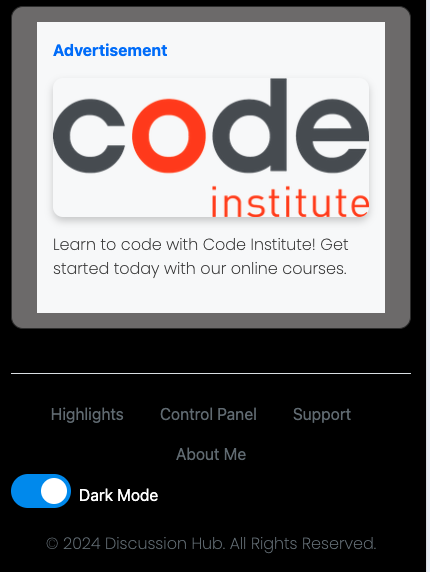 Advertisement
code
institute
Learn to code with Code Institute! Get
started today with our online courses.
Highlights Control Panel Support
About Me
Dark Mode
© 2024 Discussion Hub. All Rights Reserved.